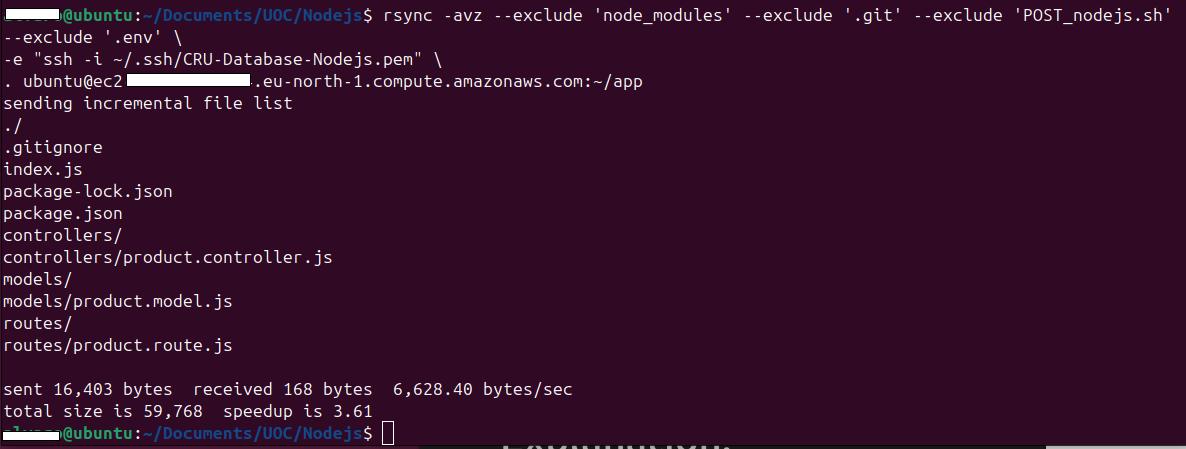 @ubuntu:~/Documents/UOC/Nodejs$ rsync -avz --exclude 'node_modules' --exclude '.git' --exclude 'POST_nodejs.sh'
--exclude '.env' \
-e "ssh -i ~/.ssh/CRU-Database-Nodejs.pem" \
. ubuntu@ec2 .eu-north-1.compute.amazonaws.com:~/app
sending incremental file list
./
.gitignore
index.js
package-lock.json
package.json
controllers/
controllers/product.controller.js
models/
models/product.model.js
routes/
routes/product.route.js
sent 16,403 bytes  received 168 bytes  6,628.40 bytes/sec
total size is 59,768  speedup is 3.61
@ubuntu:~/Documents/UOC/Nodejs$